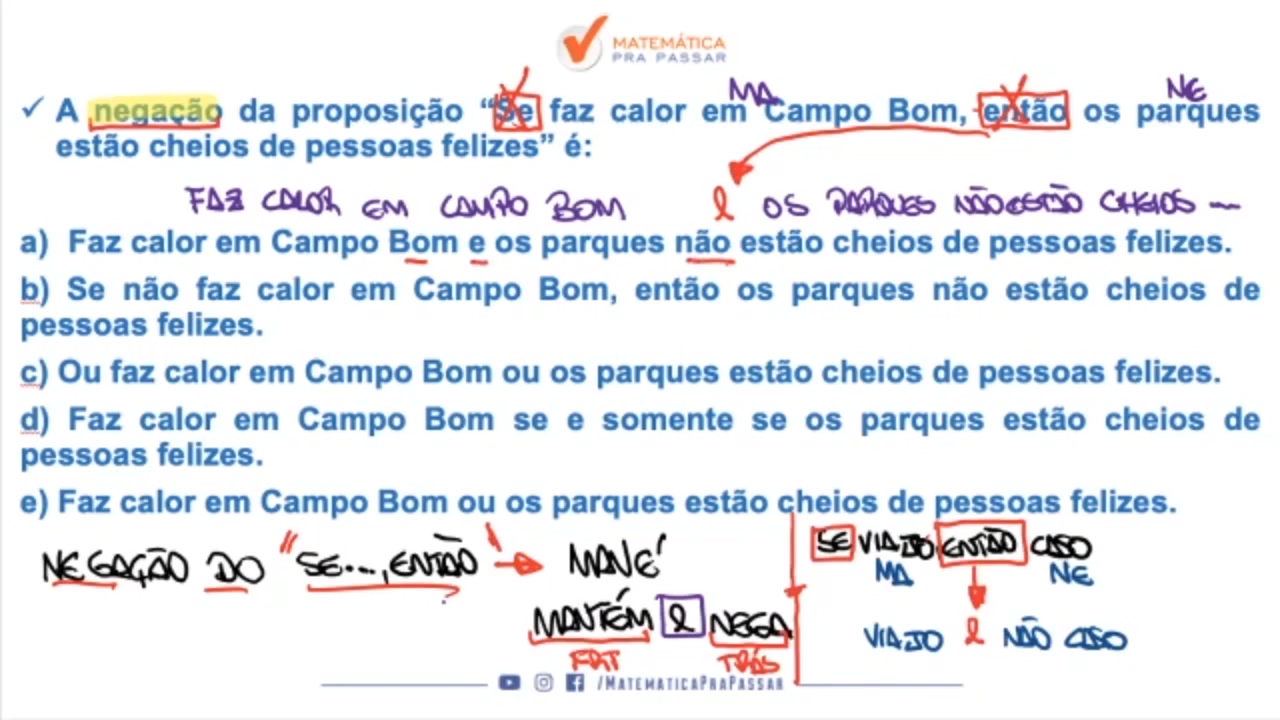 MATEMÁTICA
PRA PASSAR
MA NE
✓ A negação da proposição “Se faz calor em Campo Bom, então os parques
estão cheios de pessoas felizes” é:
FAZ CALOR EM CAMPO BOM e OS PARQUES NÃO ESTÃO CHEIOS ...
a) Faz calor em Campo Bom e os parques não estão cheios de pessoas felizes.
b) Se não faz calor em Campo Bom, então os parques não estão cheios de
pessoas felizes.
c) Ou faz calor em Campo Bom ou os parques estão cheios de pessoas felizes.
d) Faz calor em Campo Bom se e somente se os parques estão cheios de
pessoas felizes.
e) Faz calor em Campo Bom ou os parques estão cheios de pessoas felizes.
NEGAÇÃO DO "SE..., ENTÃO" → MANÉ
MANTÉM e NEGA
FRT TRÁS
SE VIAJO ENTÃO CASO
MA NE
VIAJO e NÃO CASO
/MATEMATICAPRAPASSAR